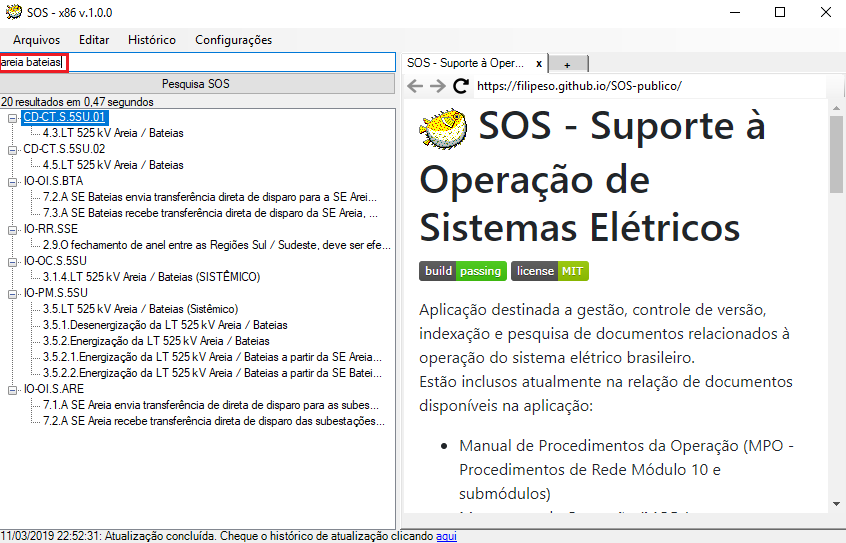 SOS - x86 v.1.0.0
Arquivos Editar Histórico Configurações
areia bateias
Pesquisa SOS
20 resultados em 0,47 segundos
CD-CT.S.5SU.01
4.3.LT 525 kV Areia / Bateias
CD-CT.S.5SU.02
4.5.LT 525 kV Areia / Bateias
IO-OI.S.BTA
7.2.A SE Bateias envia transferência direta de disparo para a SE Arei...
7.3.A SE Bateias recebe transferência direta de disparo da SE Areia, ...
IO-RR.SSE
2.9.O fechamento de anel entre as Regiões Sul / Sudeste, deve ser efe...
IO-OC.S.5SU
3.1.4.LT 525 kV Areia / Bateias (SISTÊMICO)
IO-PM.S.5SU
3.5.LT 525 kV Areia / Bateias (Sistêmico)
3.5.1.Desenergização da LT 525 kV Areia / Bateias
3.5.2.Energização da LT 525 kV Areia / Bateias
3.5.2.1.Energização da LT 525 kV Areia / Bateias a partir da SE Areia...
3.5.2.2.Energização da LT 525 kV Areia / Bateias a partir da SE Batei...
IO-OI.S.ARE
7.1.A SE Areia envia transferência de direta de disparo para as subes...
7.2.A SE Areia recebe transferência direta de disparo das subestações...
SOS - Suporte à Oper... x +
https://filipeso.github.io/SOS-publico/
SOS - Suporte à
Operação de
Sistemas Elétricos
build passing license MIT
Aplicação destinada a gestão, controle de versão,
indexação e pesquisa de documentos relacionados à
operação do sistema elétrico brasileiro.
Estão inclusos atualmente na relação de documentos
disponíveis na aplicação:
Manual de Procedimentos da Operação (MPO -
Procedimentos de Rede Módulo 10 e
submódulos)
11/03/2019 22:52:31: Atualização concluída. Cheque o histórico de atualização clicando aqui